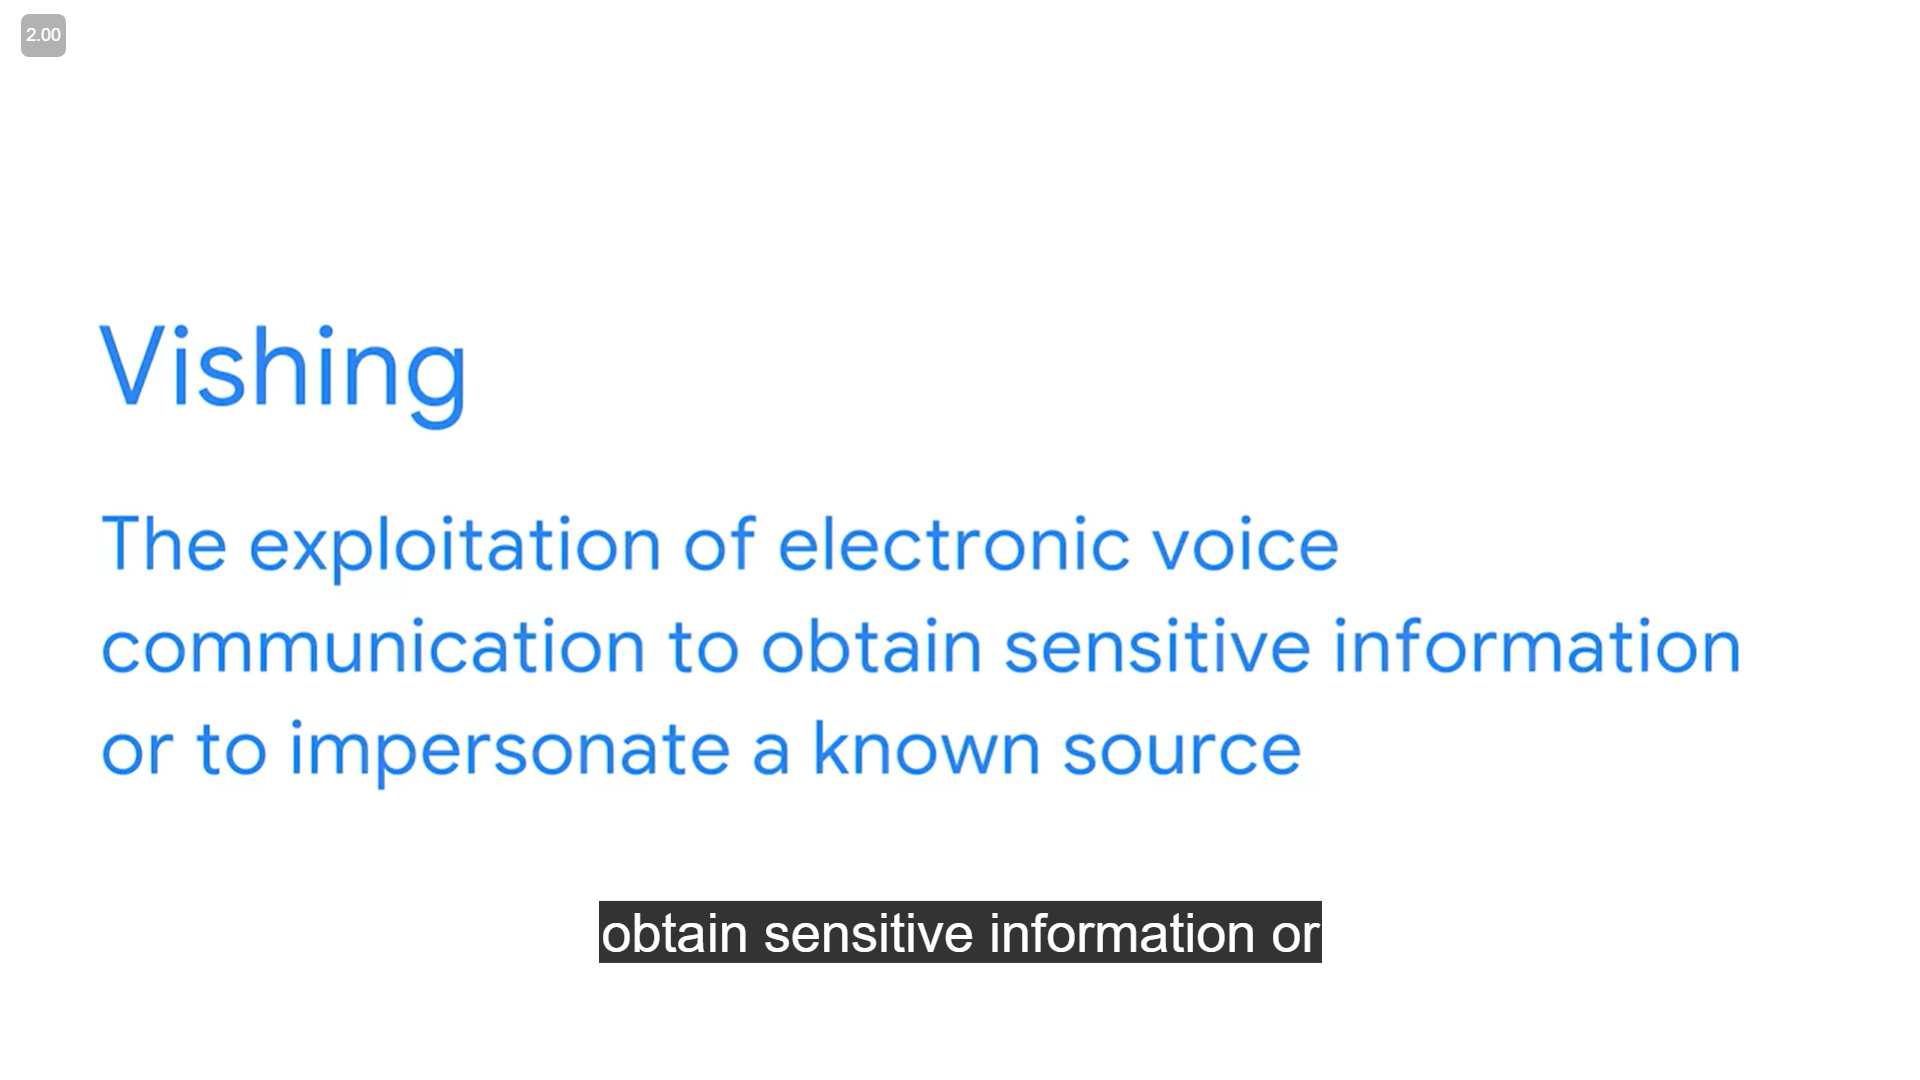 2.00
Vishing
The exploitation of electronic voice
communication to obtain sensitive information
or to impersonate a known source
obtain sensitive information or